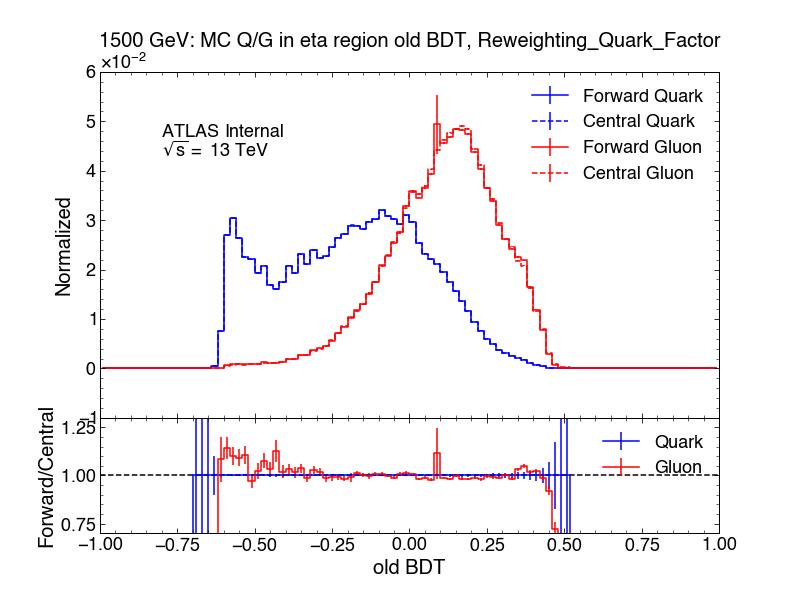 1500 GeV: MC Q/G in eta region old BDT, Reweighting_Quark_Factor
×10⁻²
6
5
4
3
2
1
0
−1
Normalized
ATLAS Internal
√s = 13 TeV
Forward Quark
Central Quark
Forward Gluon
Central Gluon
1.25
1.00
0.75
Forward/Central
Quark
Gluon
−1.00 −0.75 −0.50 −0.25 0.00 0.25 0.50 0.75 1.00
old BDT